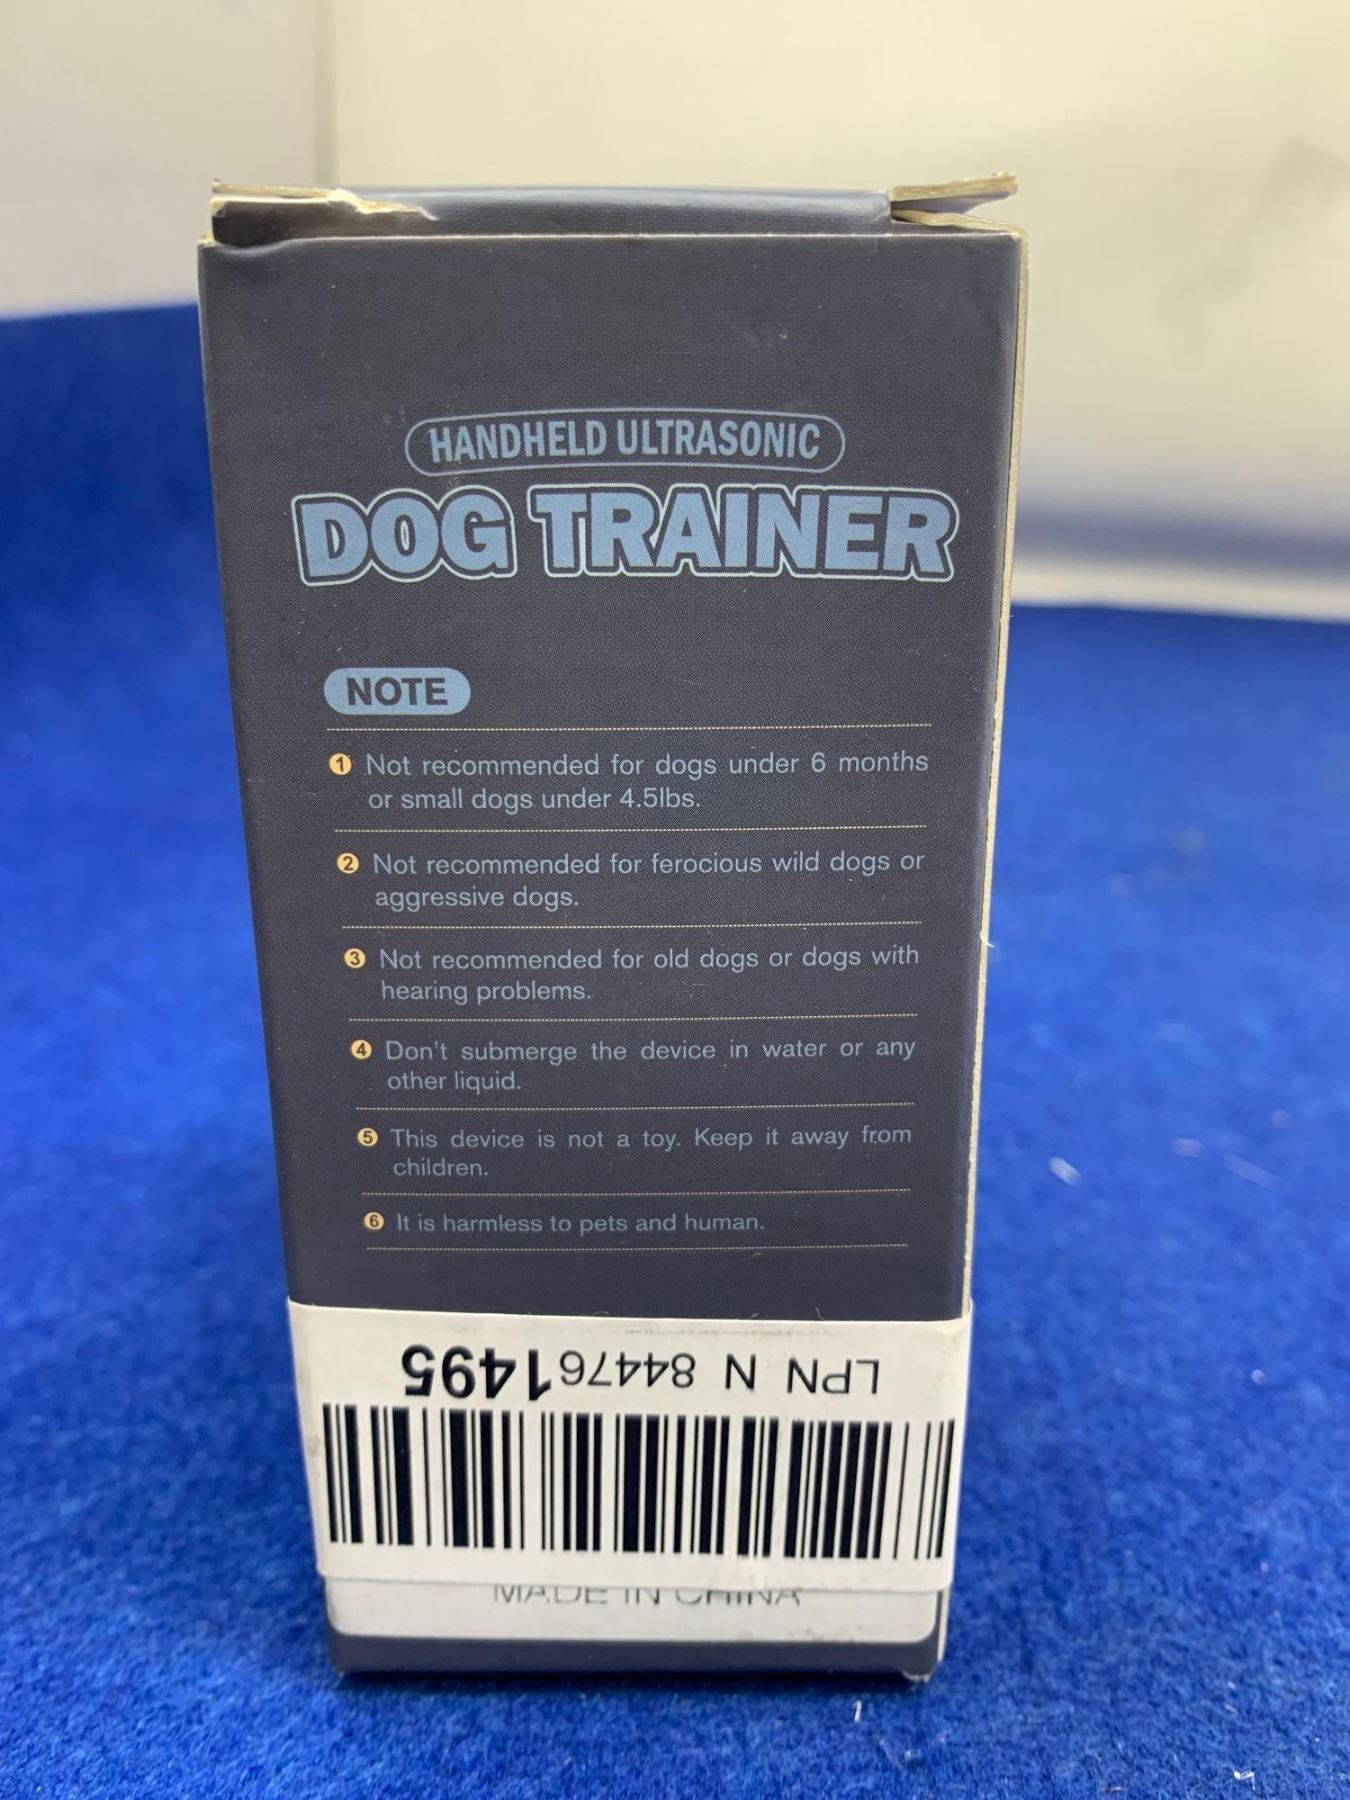 HANDHELD ULTRASONIC
DOG TRAINER
NOTE
1 Not recommended for dogs under 6 months
or small dogs under 4.5lbs.
2 Not recommended for ferocious wild dogs or
aggressive dogs.
3 Not recommended for old dogs or dogs with
hearing problems.
4 Don't submerge the device in water or any
other liquid.
5 This device is not a toy. Keep it away from
children.
6 It is harmless to pets and human.
LPN N 844761495
MADE IN CHINA